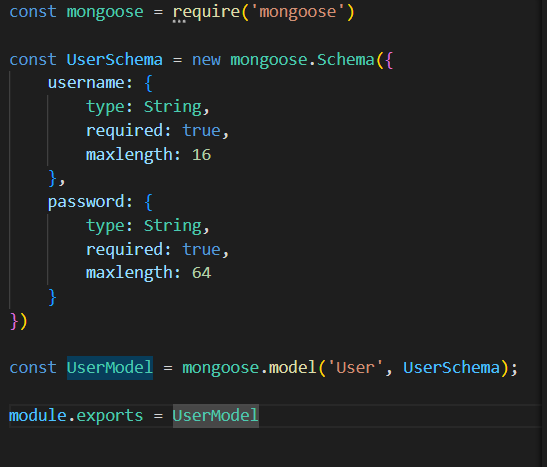 const mongoose = require('mongoose')
const UserSchema = new mongoose.Schema({
    username: {
        type: String,
        required: true,
        maxlength: 16
    },
    password: {
        type: String,
        required: true,
        maxlength: 64
    }
})
const UserModel = mongoose.model('User', UserSchema);
module.exports = UserModel